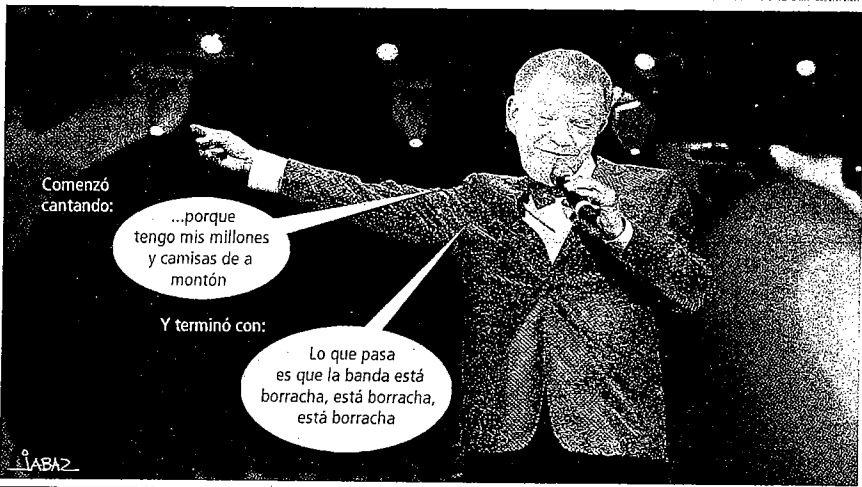 Comenzó
cantando:
...porque
tengo mis millones
y camisas de a
montón
Y terminó con:
Lo que pasa
es que la banda está
borracha, está borracha,
está borracha
JABAZ